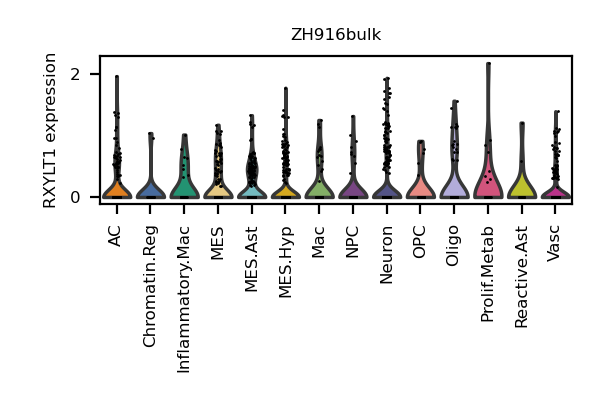 ZH916bulk
RXYLT1 expression
2
0
AC
Chromatin.Reg
Inflammatory.Mac
MES
MES.Ast
MES.Hyp
Mac
NPC
Neuron
OPC
Oligo
Prolif.Metab
Reactive.Ast
Vasc